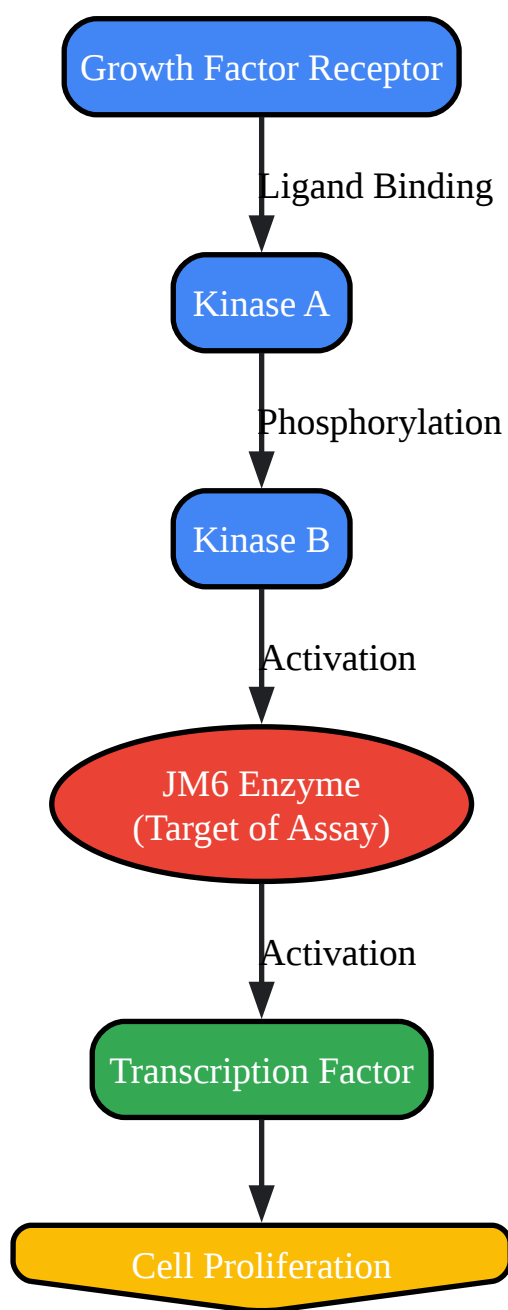 Growth Factor Receptor
Ligand Binding
Kinase A
Phosphorylation
Kinase B
Activation
JM6 Enzyme
(Target of Assay)
Activation
Transcription Factor
Cell Proliferation